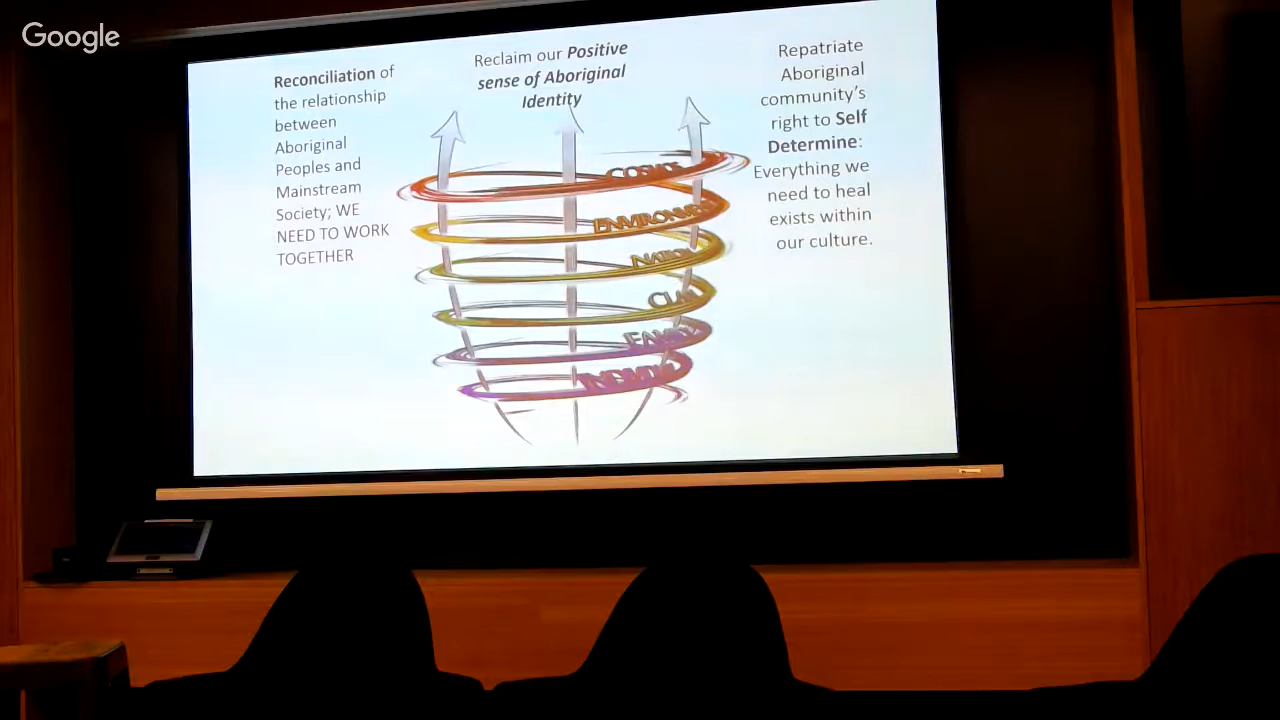 Google
Reconciliation of
the relationship
between
Aboriginal
Peoples and
Mainstream
Society; WE
NEED TO WORK
TOGETHER
Reclaim our Positive
sense of Aboriginal
Identity
Repatriate
Aboriginal
community's
right to Self
Determine:
Everything we
need to heal
exists within
our culture.
CLAN
FAMILY